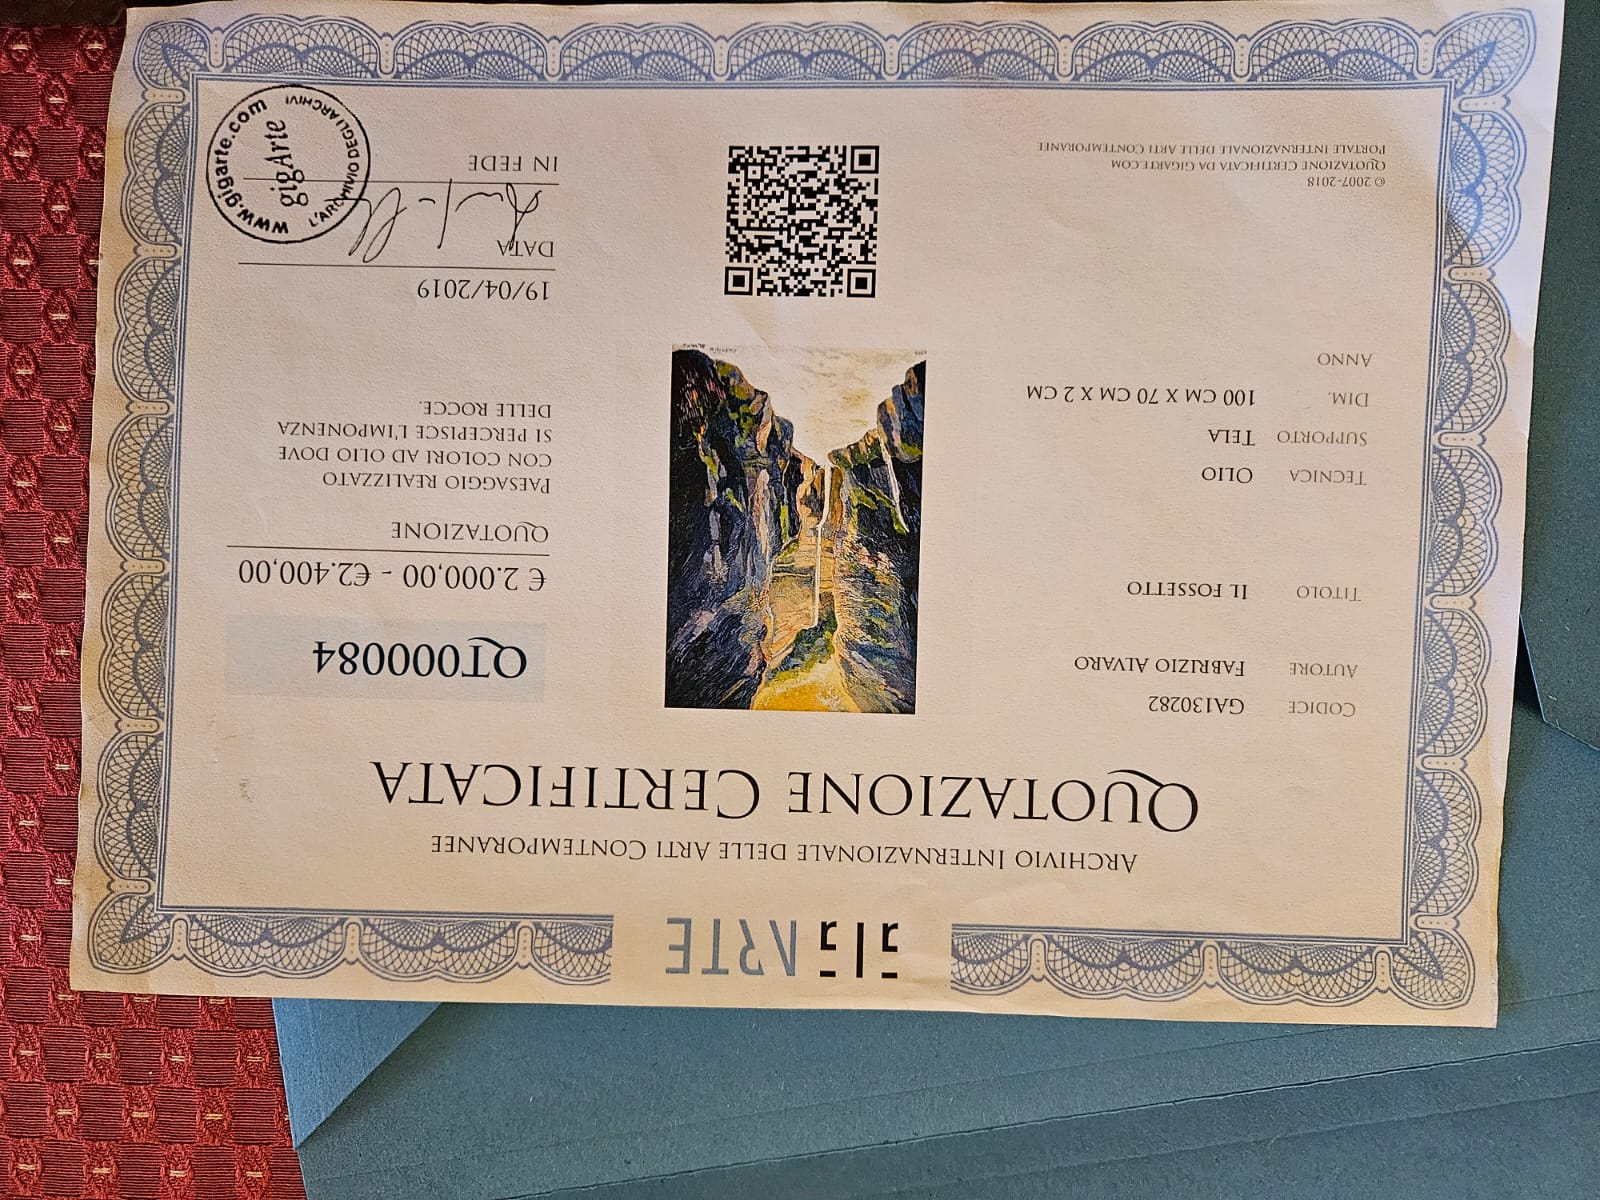 gigARTE
ARCHIVIO INTERNAZIONALE DELLE ARTI CONTEMPORANEE
QUOTAZIONE CERTIFICATA
CODICE GA130282
AUTORE FABRIZIO ALVARO
TITOLO IL FOSSETTO
TECNICA OLIO
SUPPORTO TELA
DIM. 100 CM X 70 CM X 2 CM
ANNO
© 2007-2018
QUOTAZIONE CERTIFICATA DA GIGARTE.COM
PORTALE INTERNAZIONALE DELLE ARTI CONTEMPORANEE
QT000084
€ 2.000,00 - €2.400,00
QUOTAZIONE
PAESAGGIO REALIZZATO
CON COLORI AD OLIO DOVE
SI PERCEPISCE L'IMPONENZA
DELLE ROCCE.
19/04/2019
DATA
IN FEDE
www.gigarte.com
gigArte
L'ARCHIVIO DEGLI ARCHIVI